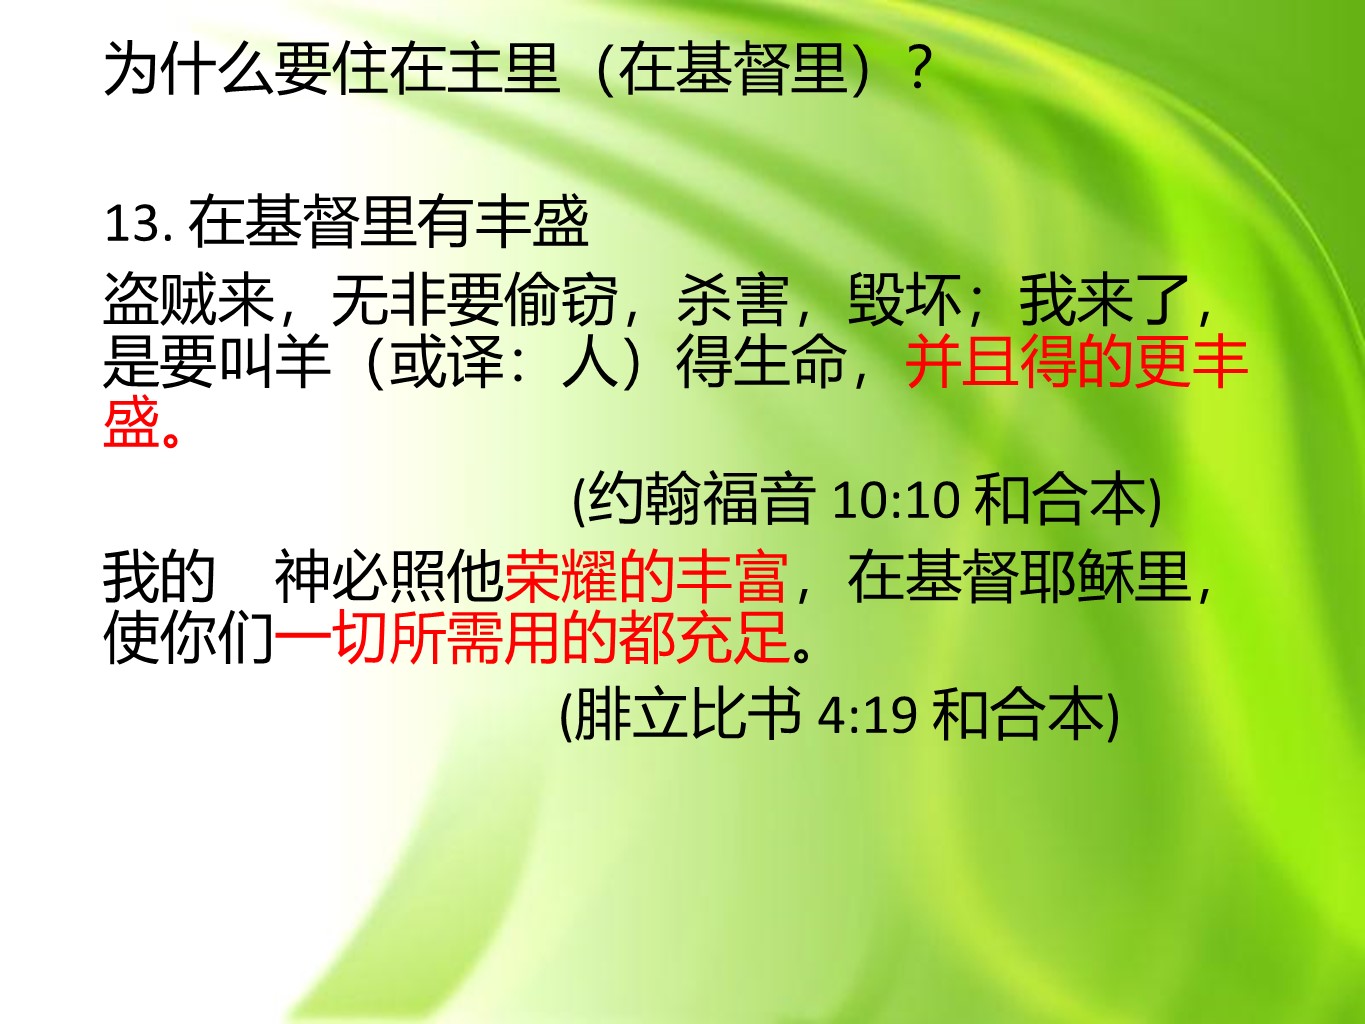 为什么要住在主里（在基督里）？
13. 在基督里有丰盛
盗贼来，无非要偷窃，杀害，毁坏；我来了，
是要叫羊（或译：人）得生命，并且得的更丰
盛。
(约翰福音 10:10 和合本)
我的　神必照他荣耀的丰富，在基督耶稣里，
使你们一切所需用的都充足。
(腓立比书 4:19 和合本)